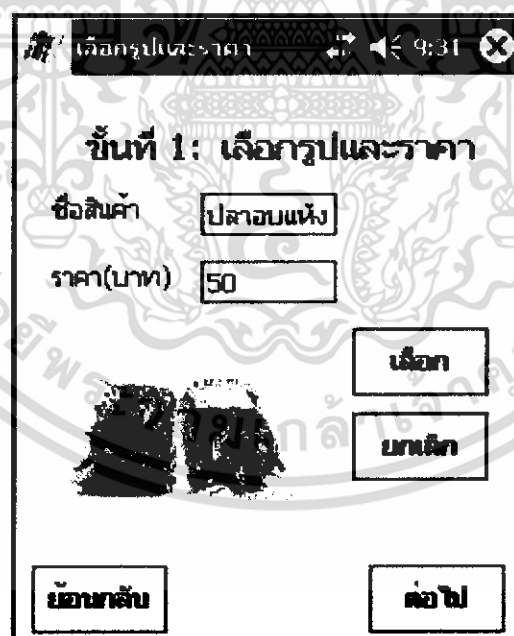 เลือกรูปและราคา 9:31
ขั้นที่ 1: เลือกรูปและราคา
ชื่อสินค้า ปลาอบแห้ง
ราคา(บาท) 50
เลือก
ยกเลิก
ย้อนกลับ ต่อไป